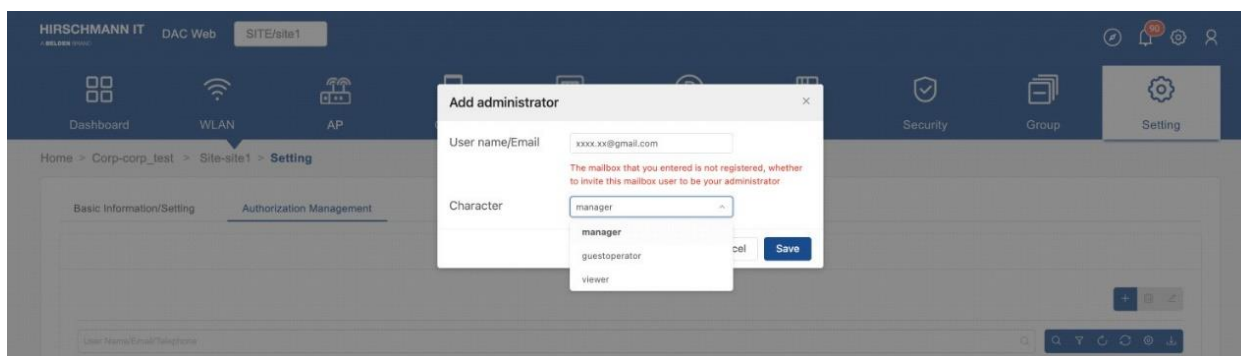 HIRSCHMANN IT
A BELDEN BRAND
DAC Web
SITE/site1
90
Dashboard
WLAN
AP
Security
Group
Setting
Home > Corp-corp_test > Site-site1 > Setting
Basic Information/Setting
Authorization Management
Add administrator
×
User name/Email
xxxx.xx@gmail.com
The mailbox that you entered is not registered, whether
to invite this mailbox user to be your administrator
Character
manager
manager
guestoperator
viewer
cel
Save
User Name/Email/Telephone